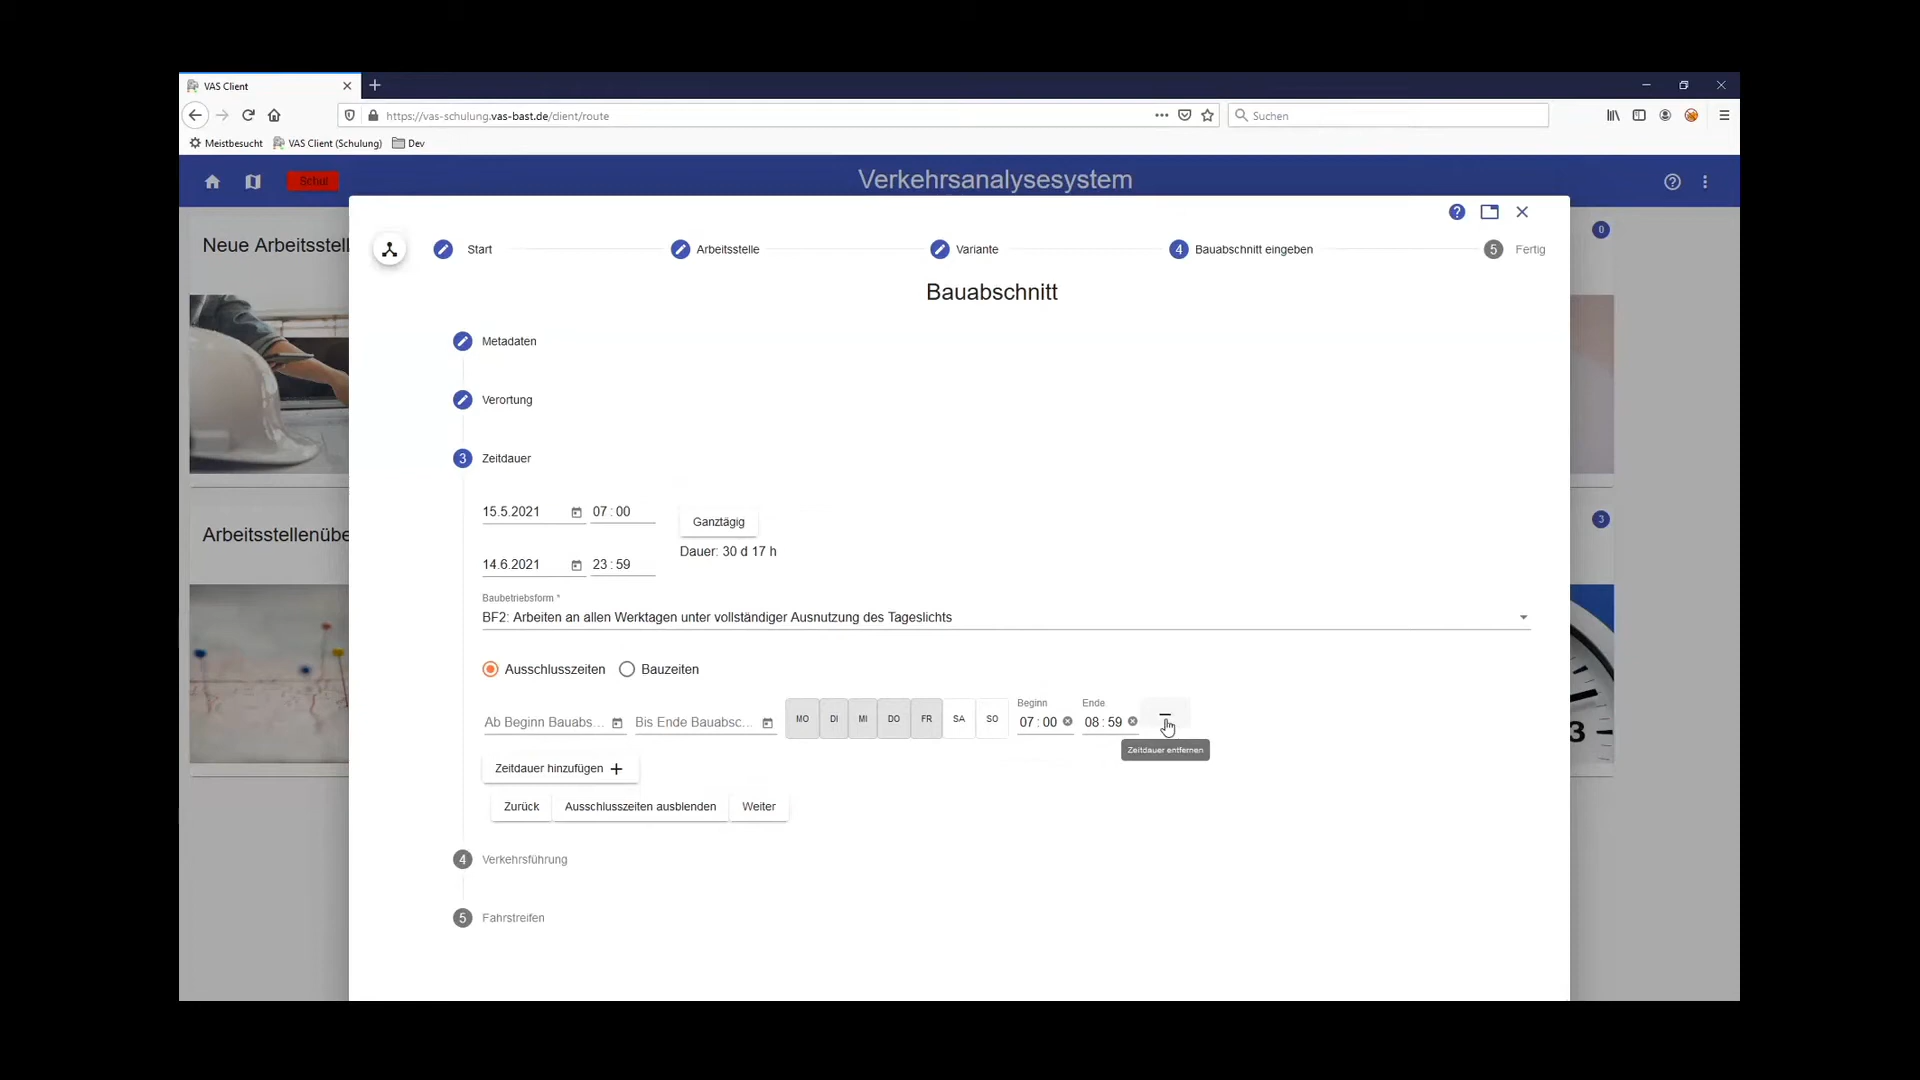 VAS Client
https://vas-schulung.vas-bast.de/client/route
Suchen
Meistbesucht VAS Client (Schulung) Dev
Schul
Verkehrsanalysesystem
Neue Arbeitsstell
0
Start
Arbeitsstelle
Variante
4 Bauabschnitt eingeben
5 Fertig
Bauabschnitt
Metadaten
Verortung
3 Zeitdauer
15.5.2021 07 : 00
Ganztägig
Dauer: 30 d 17 h
14.6.2021 23 : 59
Arbeitsstellenübe
3
Baubetriebsform *
BF2: Arbeiten an allen Werktagen unter vollständiger Ausnutzung des Tageslichts
Ausschlusszeiten Bauzeiten
Beginn Ende
Ab Beginn Bauabs... Bis Ende Bauabsc... MO DI MI DO FR SA SO 07 : 00 08 : 59
3
Zeitdauer entfernen
Zeitdauer hinzufügen
Zurück Ausschlusszeiten ausblenden Weiter
4 Verkehrsführung
5 Fahrstreifen